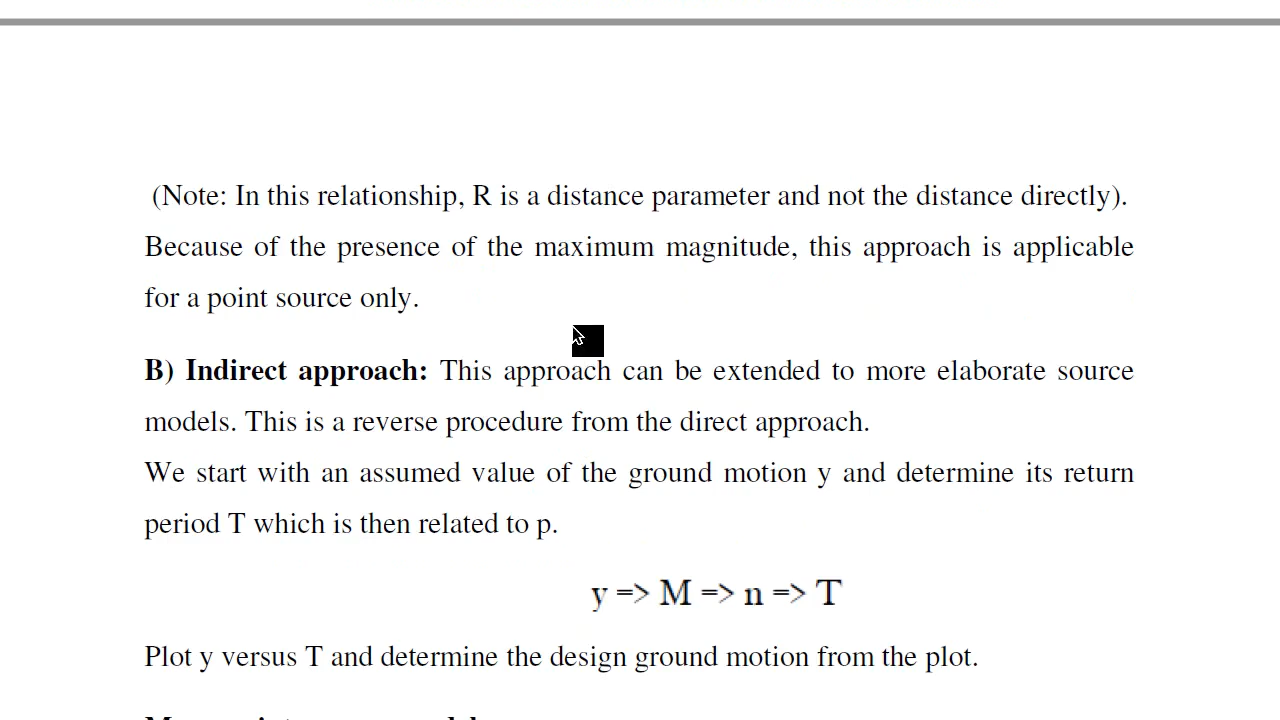 (Note: In this relationship, R is a distance parameter and not the distance directly).
Because of the presence of the maximum magnitude, this approach is applicable
for a point source only.
B) Indirect approach: This approach can be extended to more elaborate source
models. This is a reverse procedure from the direct approach.
We start with an assumed value of the ground motion y and determine its return
period T which is then related to p.
y => M => n => T
Plot y versus T and determine the design ground motion from the plot.